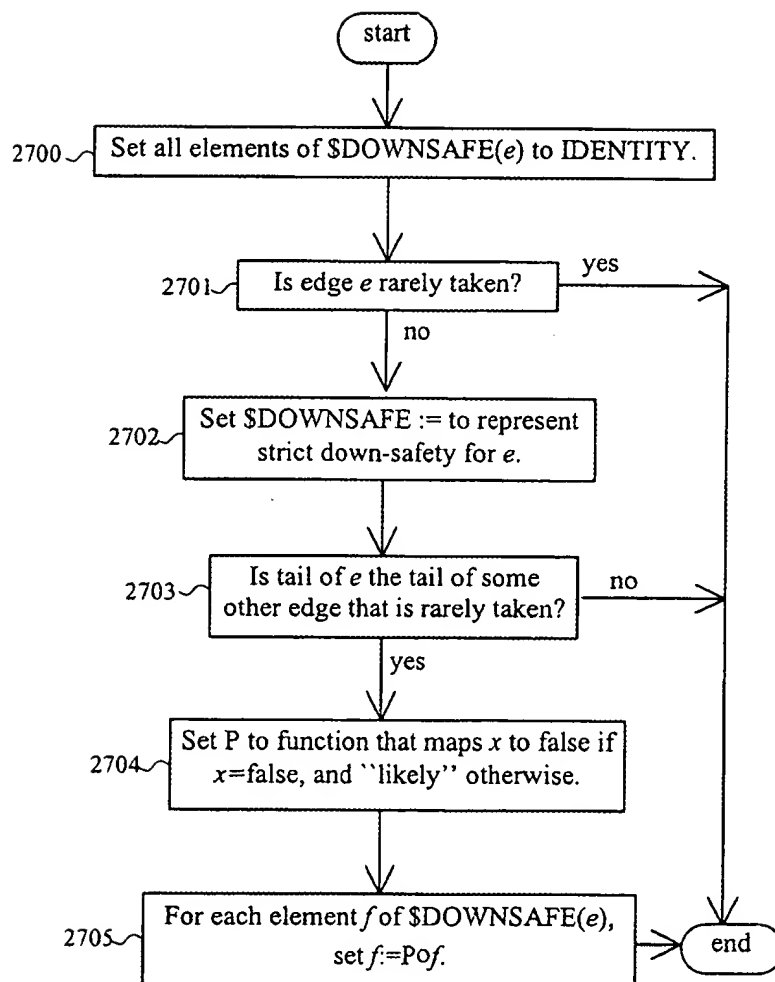 start
2700
Set all elements of $DOWNSAFE(e) to IDENTITY.
2701
Is edge e rarely taken?
yes
no
2702
Set $DOWNSAFE := to represent
strict down-safety for e.
2703
Is tail of e the tail of some
other edge that is rarely taken?
no
yes
2704
Set P to function that maps x to false if
x=false, and ``likely'' otherwise.
2705
For each element f of $DOWNSAFE(e),
set f:=Pof.
end